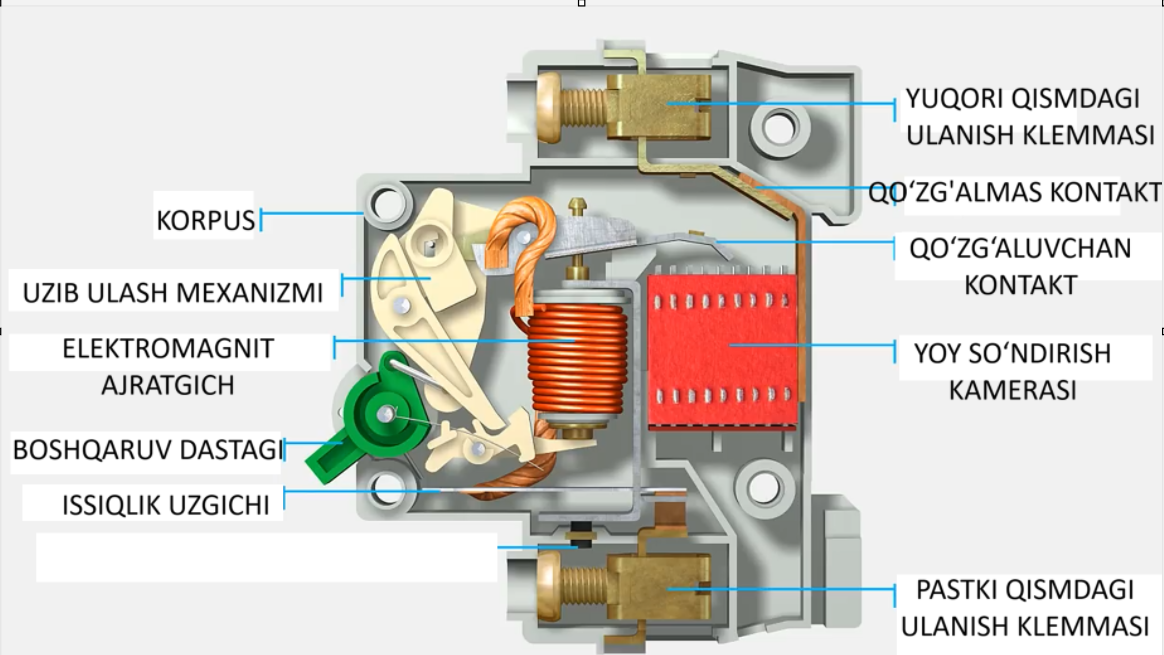 YUQORI QISMDAGI
ULANISH KLEMMASI
QO‘ZG'ALMAS KONTAKT
KORPUS
QO‘ZG‘ALUVCHAN
KONTAKT
UZIB ULASH MEXANIZMI
ELEKTROMAGNIT
AJRATGICH
YOY SO‘NDIRISH
KAMERASI
BOSHQARUV DASTAGI
ISSIQLIK UZGICHI
PASTKI QISMDAGI
ULANISH KLEMMASI